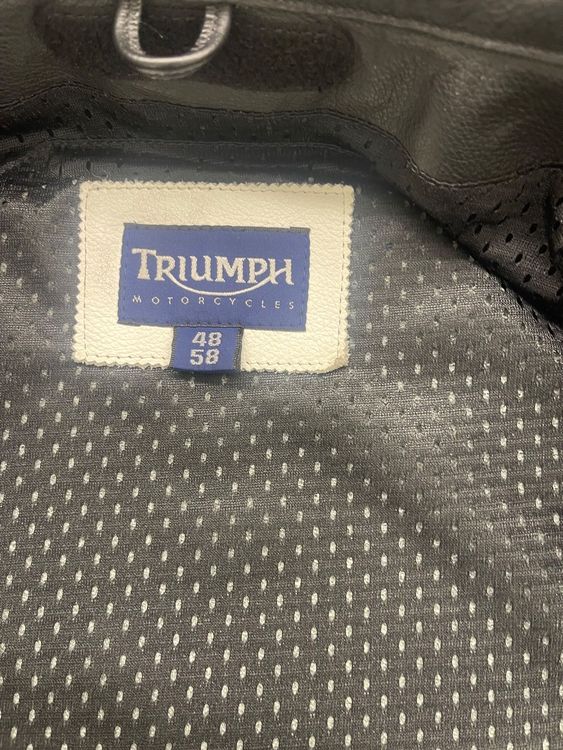 TRIUMPH
MOTORCYCLES
48
58